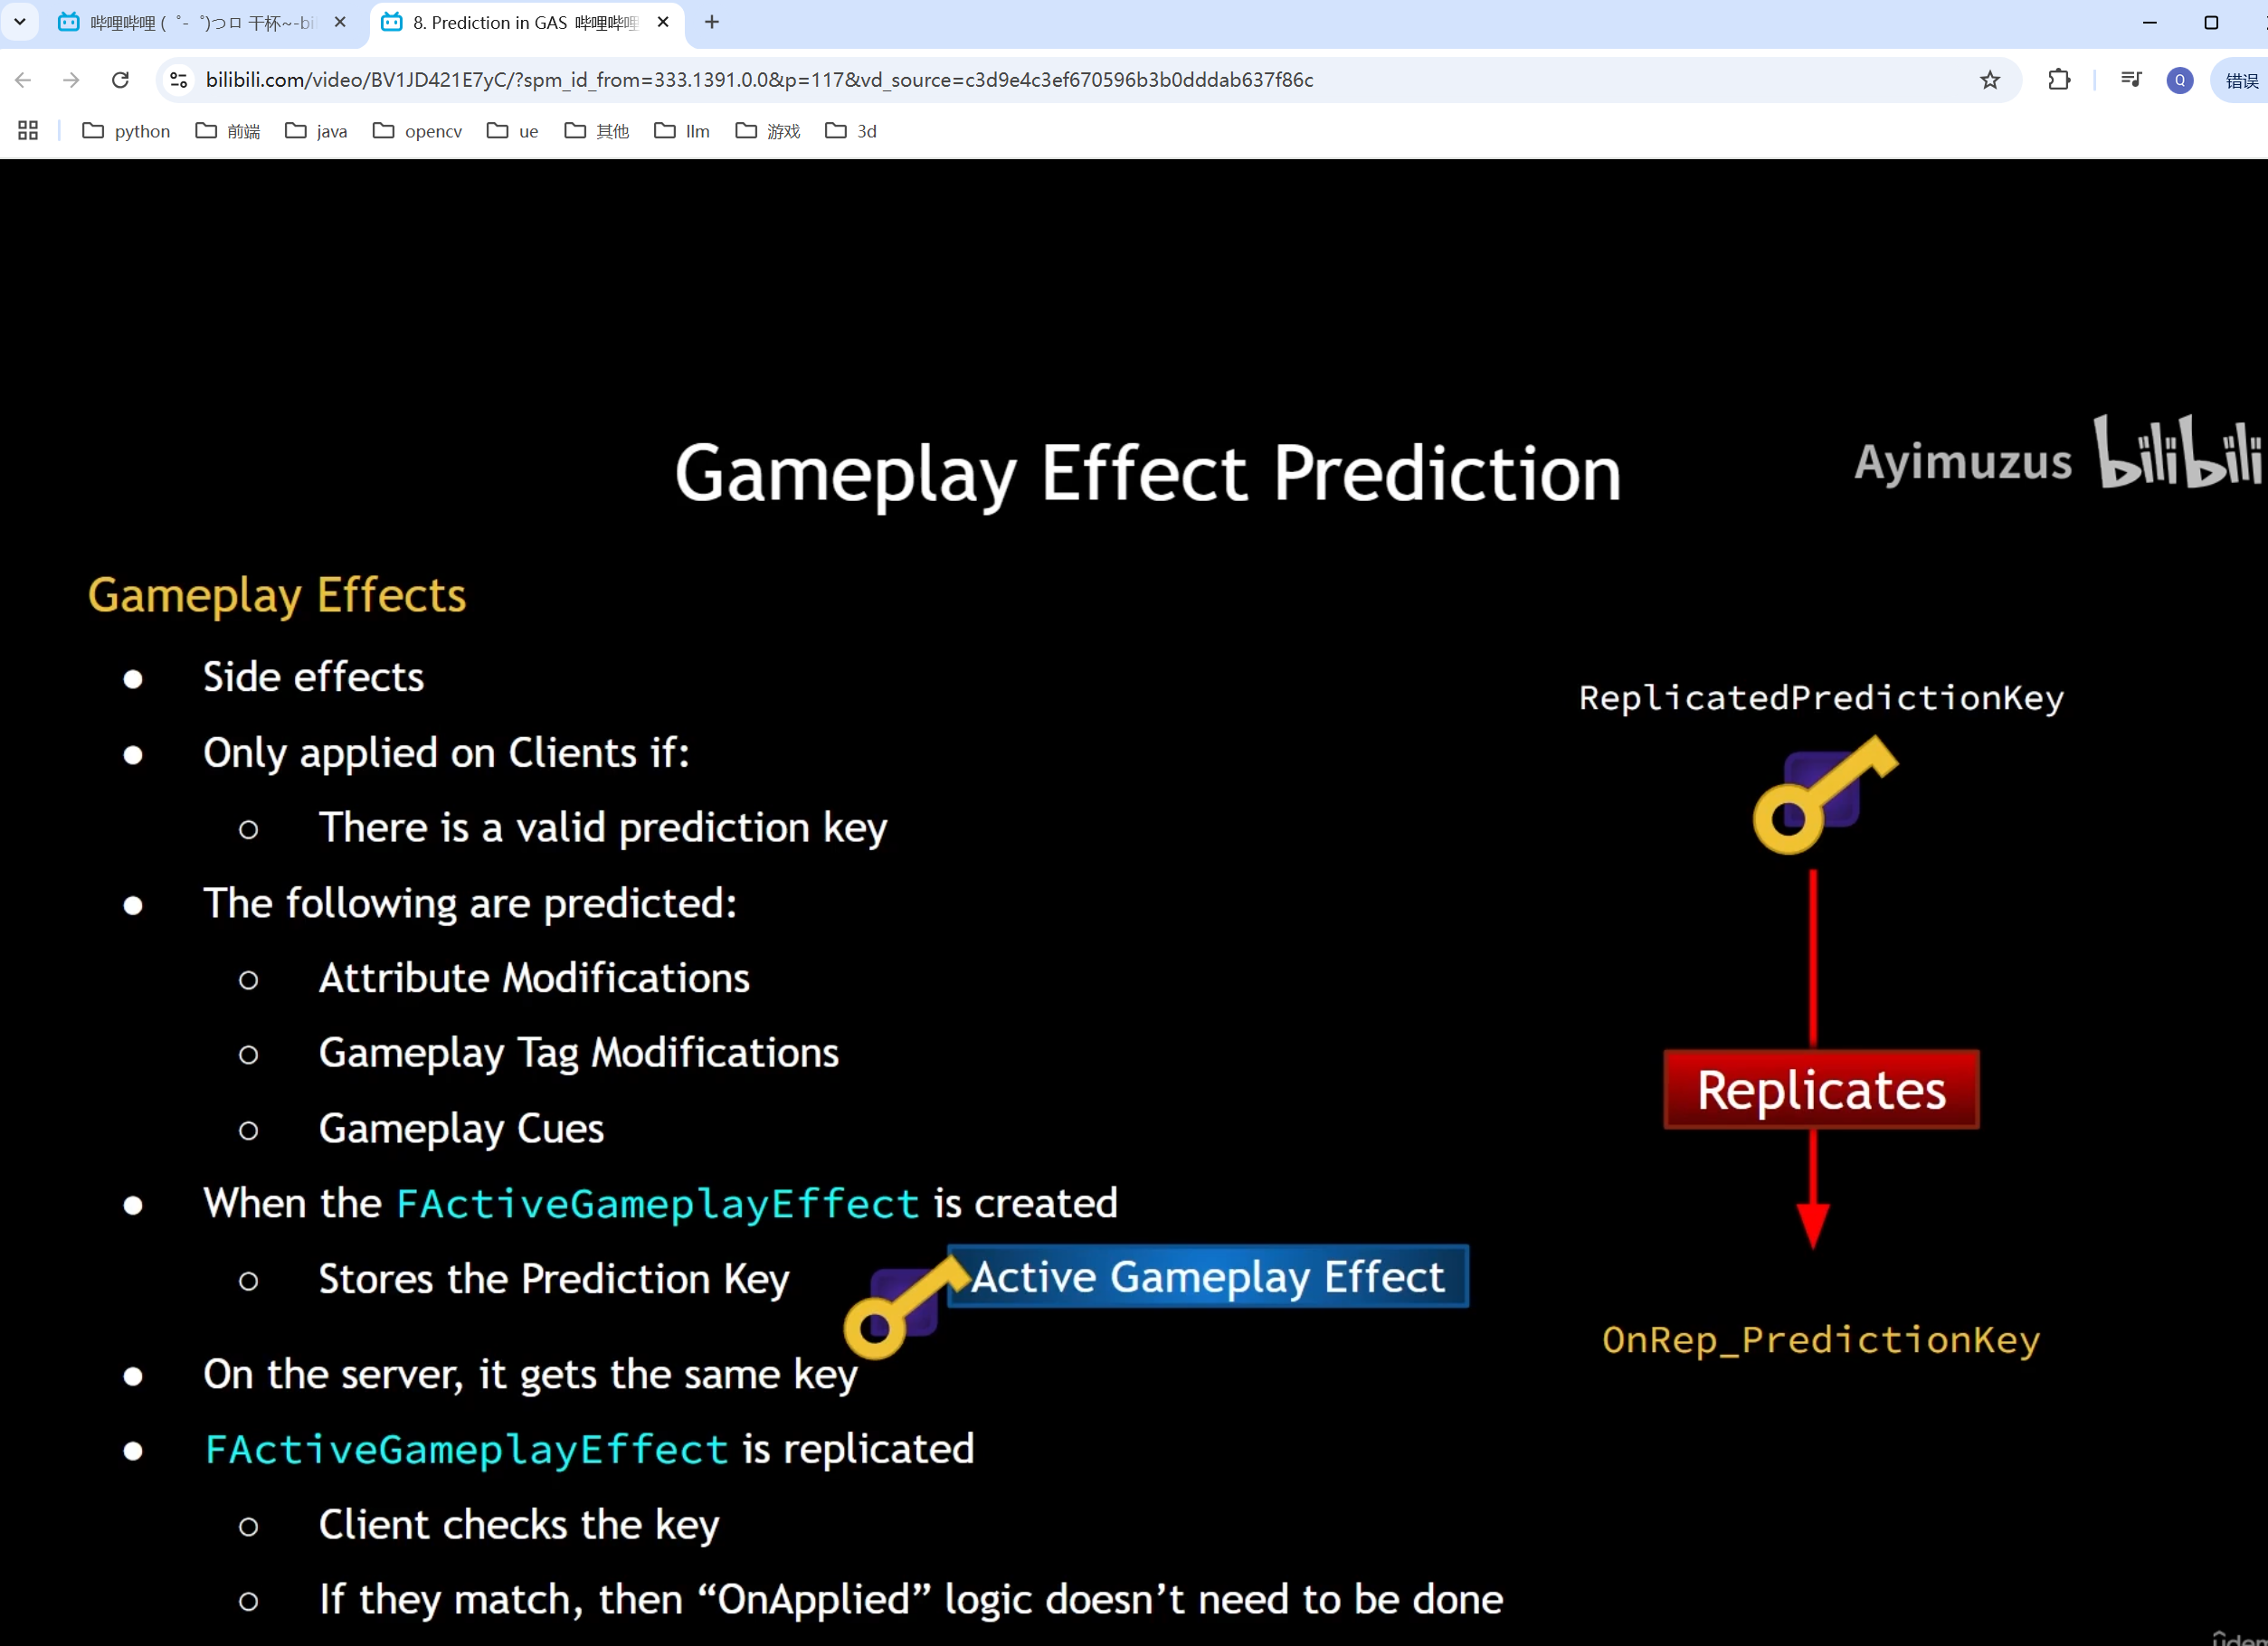 哔哩哔哩 ( ゜- ゜)つロ 干杯~-bi
8. Prediction in GAS 哔哩哔哩
bilibili.com/video/BV1JD421E7yC/?spm_id_from=333.1391.0.0&p=117&vd_source=c3d9e4c3ef670596b3b0dddab637f86c
Q
错误
python 前端 java opencv ue 其他 llm 游戏 3d
Gameplay Effect Prediction
Ayimuzus bilibili
Gameplay Effects
● Side effects
● Only applied on Clients if:
○ There is a valid prediction key
● The following are predicted:
○ Attribute Modifications
○ Gameplay Tag Modifications
○ Gameplay Cues
● When the FActiveGameplayEffect is created
○ Stores the Prediction Key
Active Gameplay Effect
● On the server, it gets the same key
● FActiveGameplayEffect is replicated
○ Client checks the key
○ If they match, then “OnApplied” logic doesn’t need to be done
ReplicatedPredictionKey
Replicates
OnRep_PredictionKey